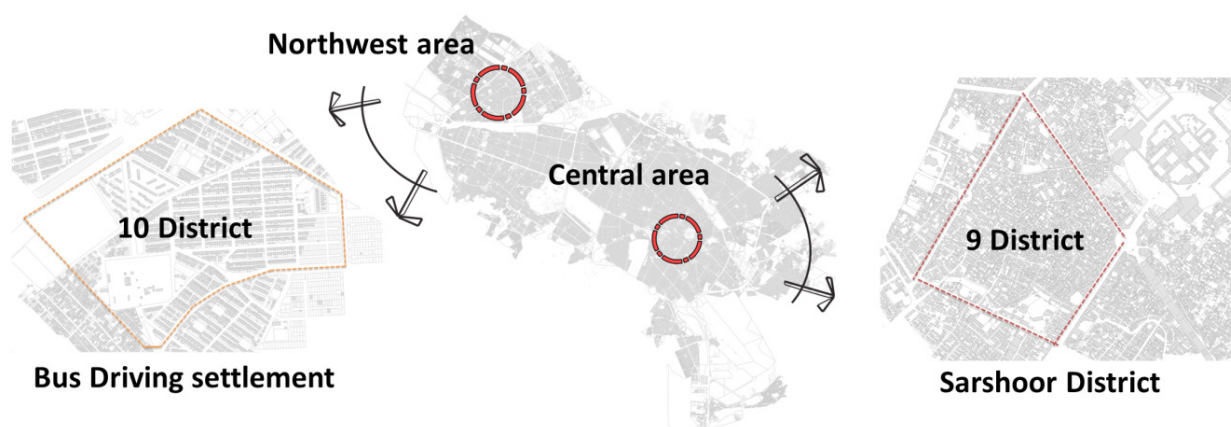 Northwest area
Central area
10 District
9 District
Bus Driving settlement
Sarshoor District